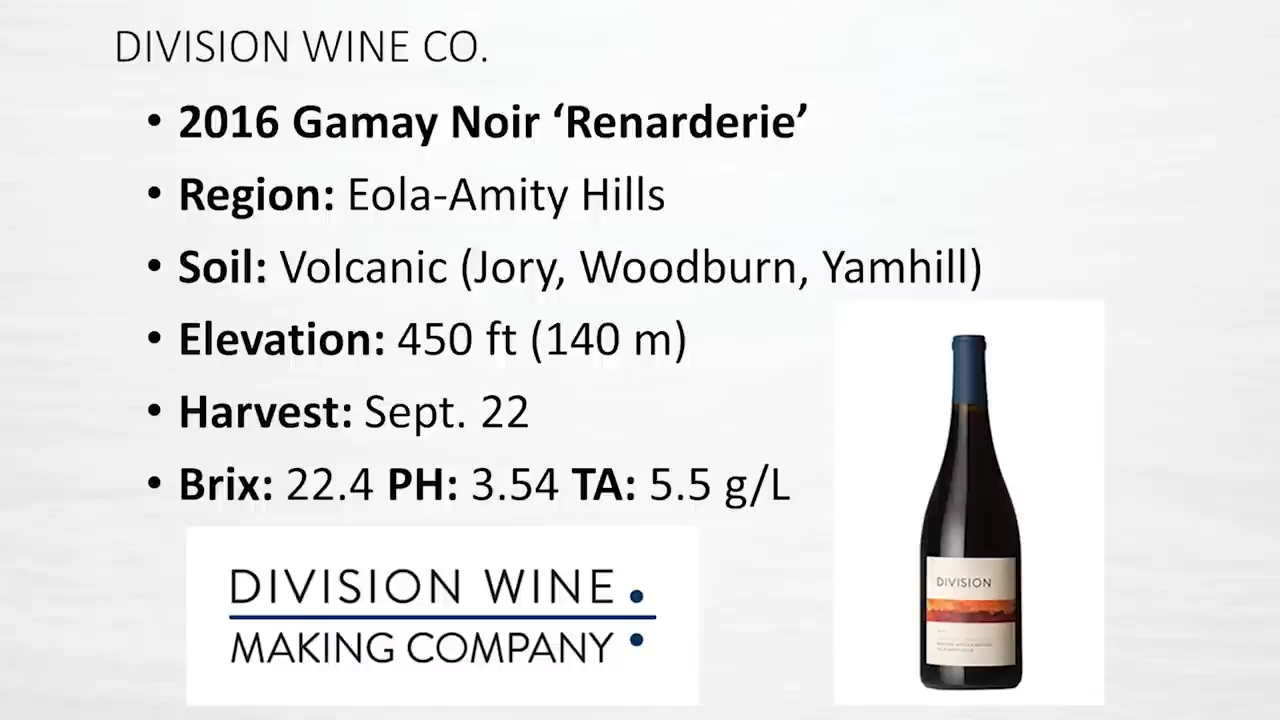 DIVISION WINE CO.
• 2016 Gamay Noir ‘Renarderie’
• Region: Eola-Amity Hills
• Soil: Volcanic (Jory, Woodburn, Yamhill)
• Elevation: 450 ft (140 m)
• Harvest: Sept. 22
• Brix: 22.4 PH: 3.54 TA: 5.5 g/L
DIVISION WINE
MAKING COMPANY
DIVISION